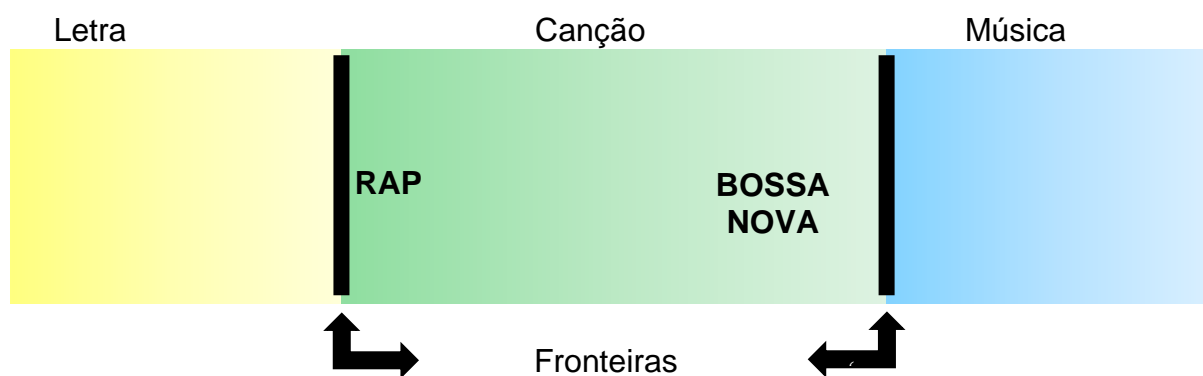 Letra
Canção
Música
RAP
BOSSA
NOVA
Fronteiras